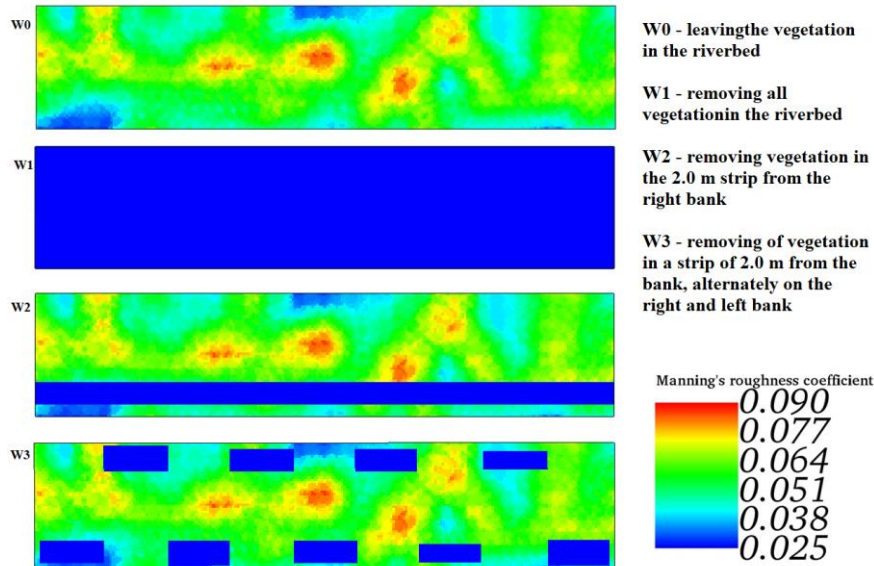 W0
W0 - leavingthe vegetation
in the riverbed
W1 - removing all
vegetationin the riverbed
W1
W2 - removing vegetation in
the 2.0 m strip from the
right bank
W3 - removing of vegetation
in a strip of 2.0 m from the
bank, alternately on the
right and left bank
W2
Manning's roughness coefficient
0.090
0.077
0.064
0.051
0.038
0.025
W3